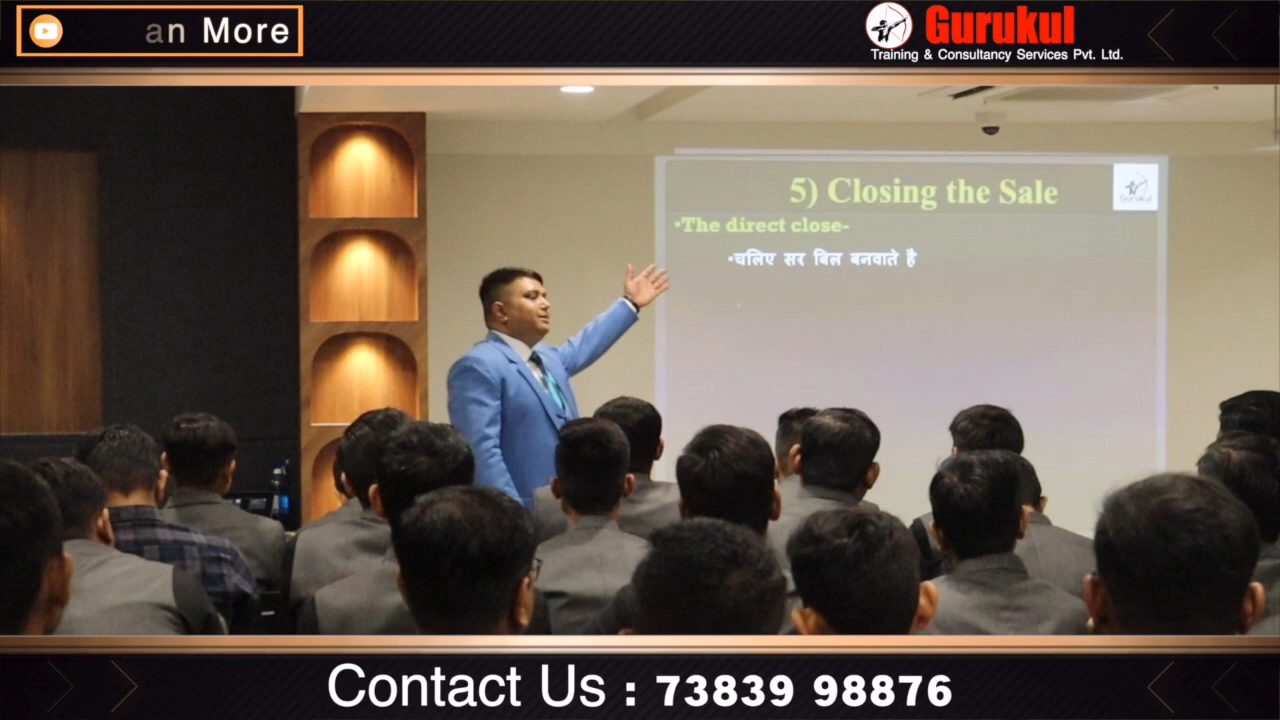 an More
Gurukul
Training & Consultancy Services Pvt. Ltd.
5) Closing the Sale
Gurukul
•The direct close-
•चलिए सर बिल बनवाते है
Contact Us : 73839 98876